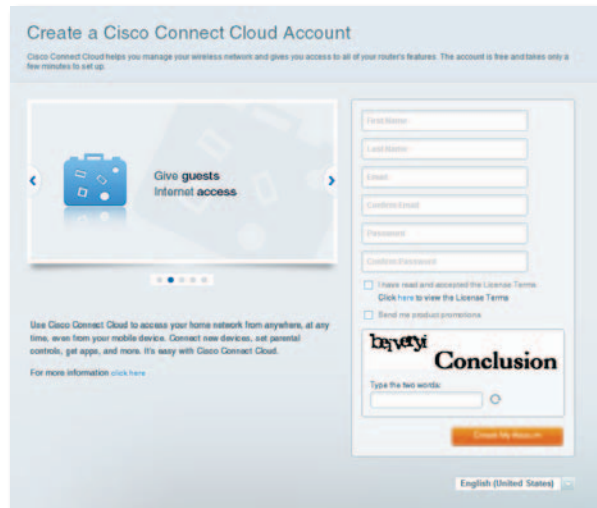 Create a Cisco Connect Cloud Account
Cisco Connect Cloud helps you manage your wireless network and gives you access to all of your router's features. The account is free and takes only a
few minutes to set up.
Give guests
Internet access
Use Cisco Connect Cloud to access your home network from anywhere, at any
time, even from your mobile device. Connect new devices, set parental
controls, get apps, and more. It's easy with Cisco Connect Cloud.
For more information click here
First Name
Last Name
Email
Confirm Email
Password
Confirm Password
I have read and accepted the License Terms
Click here to view the License Terms
Send me product promotions
Conclusion
Type the two words:
Create My Account
English (United States)